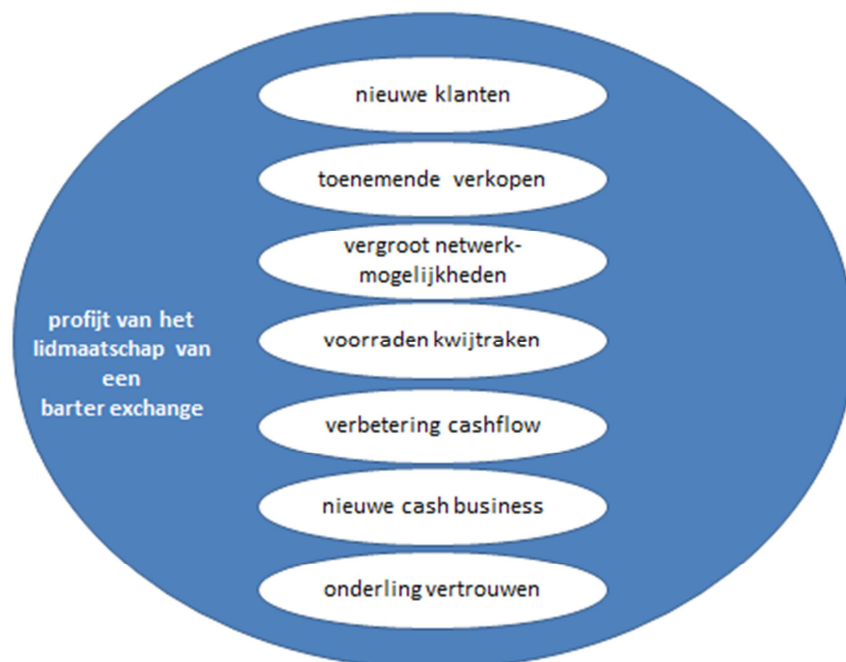 nieuwe klanten
toenemende verkopen
vergroot netwerk-
mogelijkheden
profijt van het
lidmaatschap van
een
barter exchange
voorraden kwijtraken
verbetering cashflow
nieuwe cash business
onderling vertrouwen